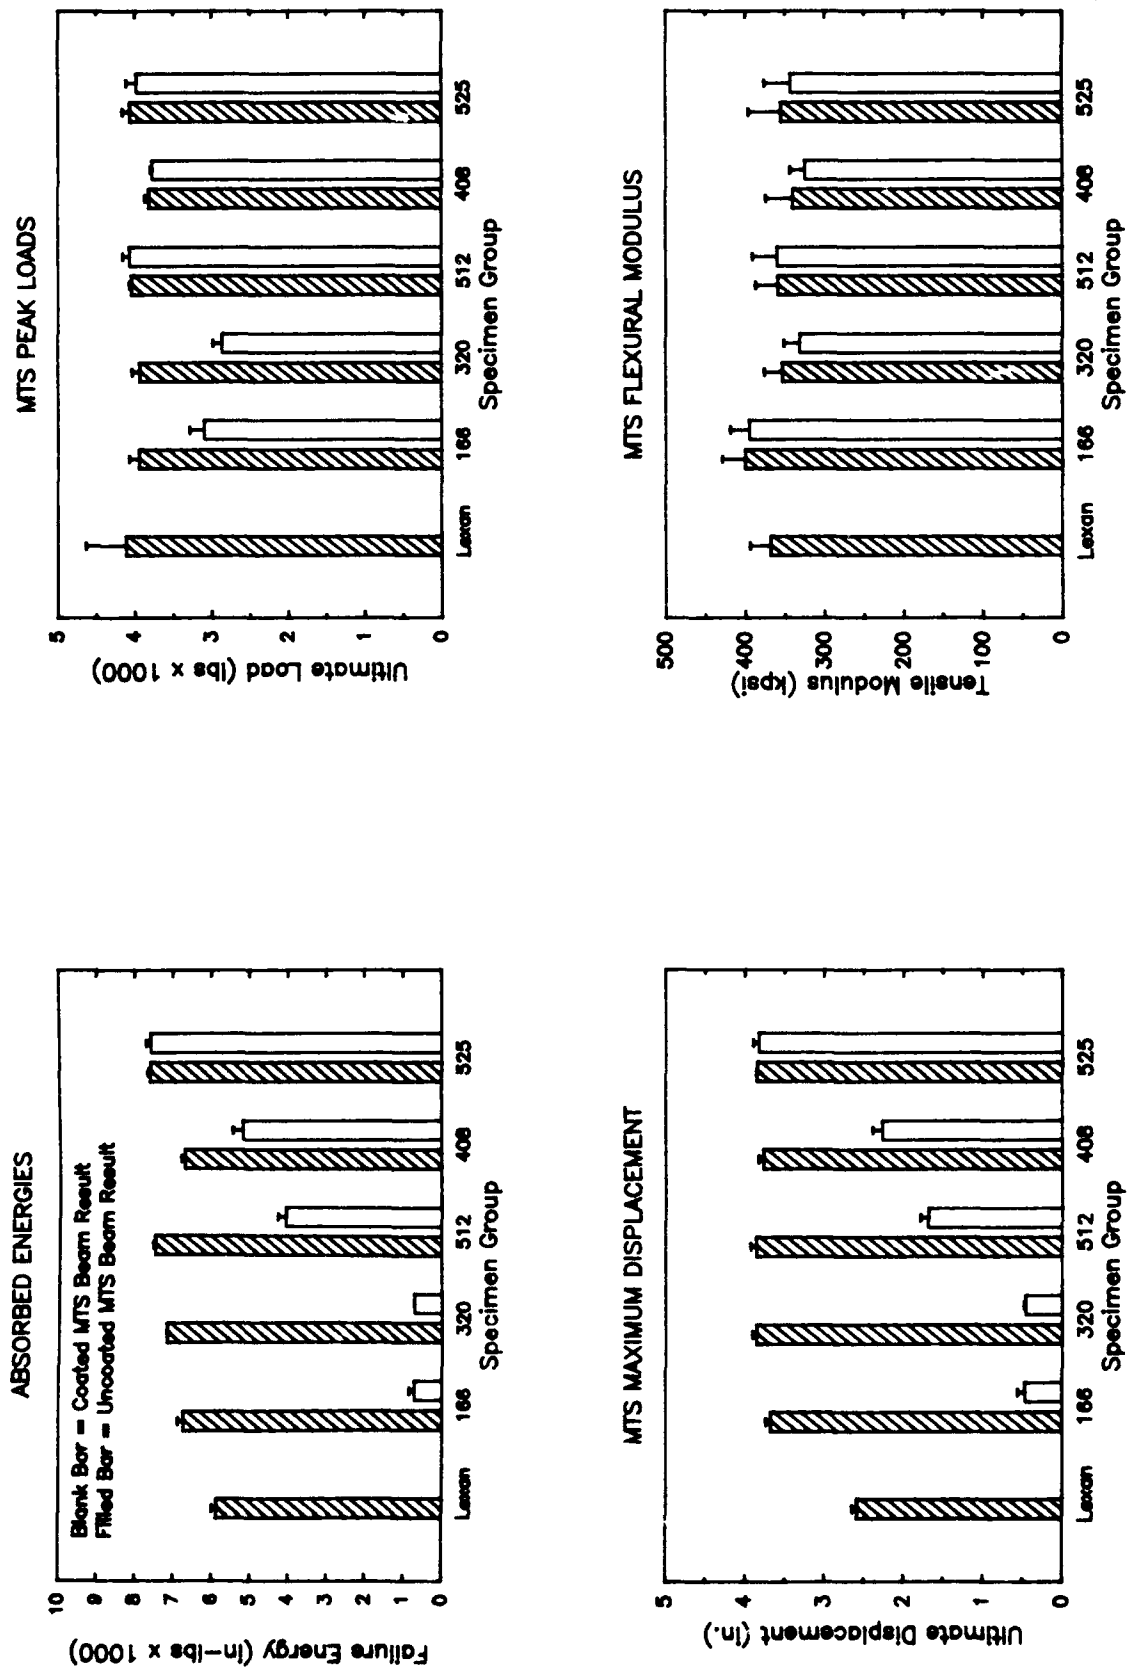 ABSORBED ENERGIES
Blank Bar = Coated MTS Beam Result
Filled Bar = Uncoated MTS Beam Result
Failure Energy (in-lbs x 1000)
10
9
8
7
6
5
4
3
2
1
0
Lexan 166 320 512 408 525
Specimen Group
MTS PEAK LOADS
Ultimate Load (lbs x 1000)
5
4
3
2
1
0
Lexan 166 320 512 408 525
Specimen Group
MTS MAXIMUM DISPLACEMENT
Ultimate Displacement (in.)
5
4
3
2
1
0
Lexan 166 320 512 408 525
Specimen Group
MTS FLEXURAL MODULUS
Tensile Modulus (kpsi)
500
400
300
200
100
0
Lexan 166 320 512 408 525
Specimen Group